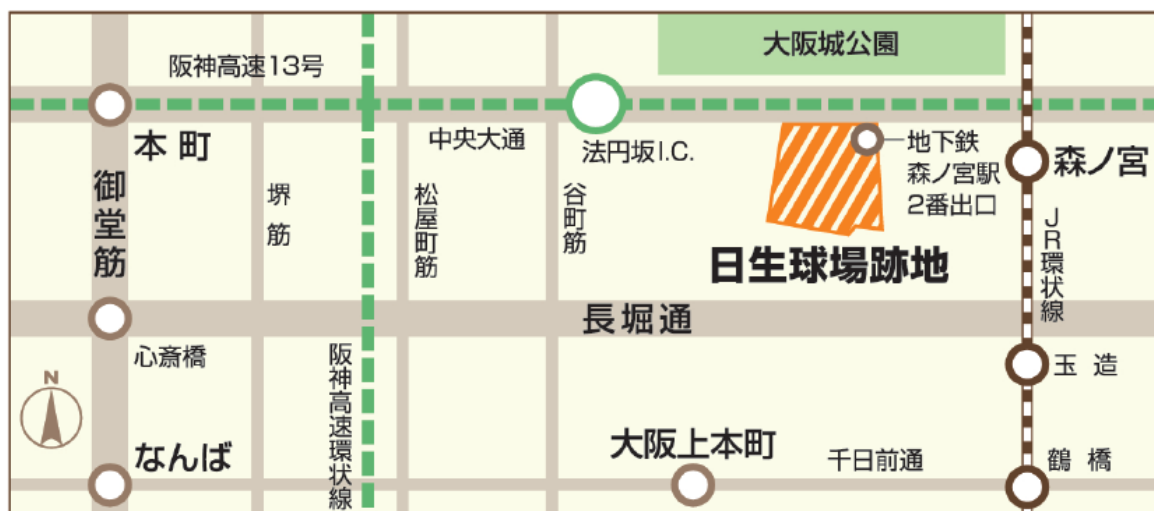 大阪城公園
阪神高速13号
本町
中央大通
法円坂I.C.
地下鉄
森ノ宮駅
2番出口
森ノ宮
御堂筋
堺筋
松屋町筋
谷町筋
日生球場跡地
JR環状線
長堀通
心斎橋
阪神高速環状線
玉造
N
なんば
大阪上本町
千日前通
鶴橋